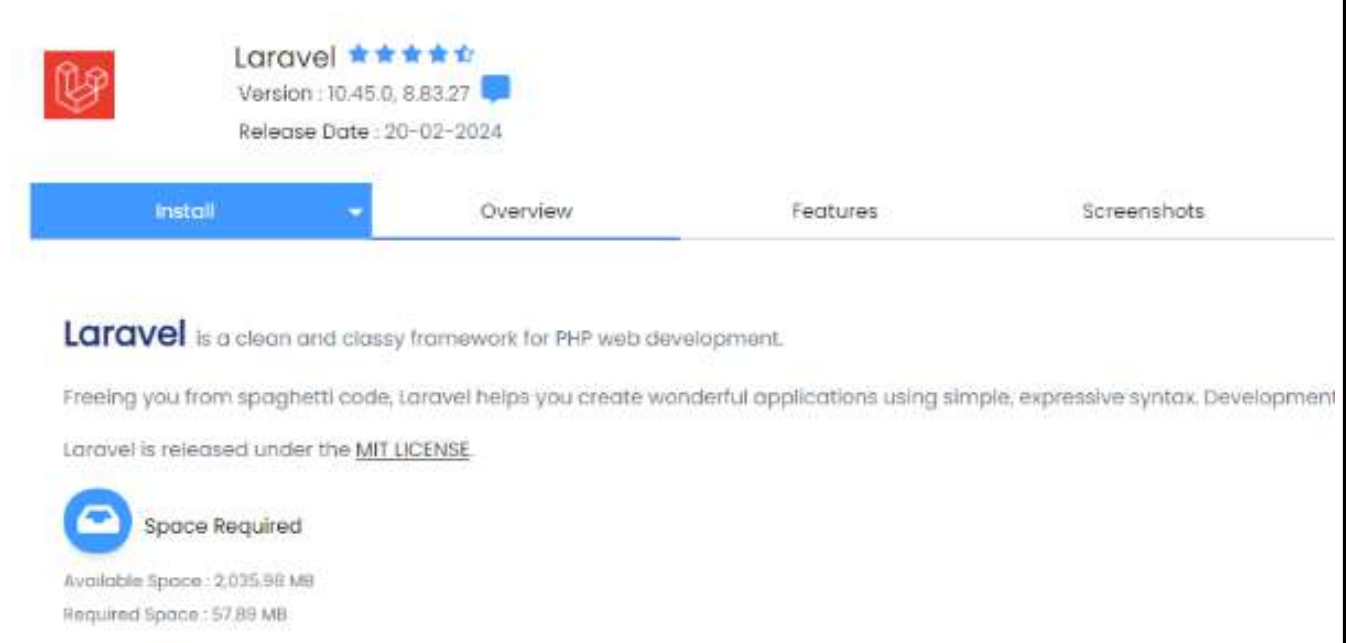 Laravel
Version : 10.45.0, 8.83.27
Release Date : 20-02-2024
Install Overview Features Screenshots
Laravel is a clean and classy framework for PHP web development.
Freeing you from spaghetti code, Laravel helps you create wonderful applications using simple, expressive syntax. Development
Laravel is released under the MIT LICENSE.
Space Required
Available Space : 2,035.98 MB
Required Space : 57.89 MB